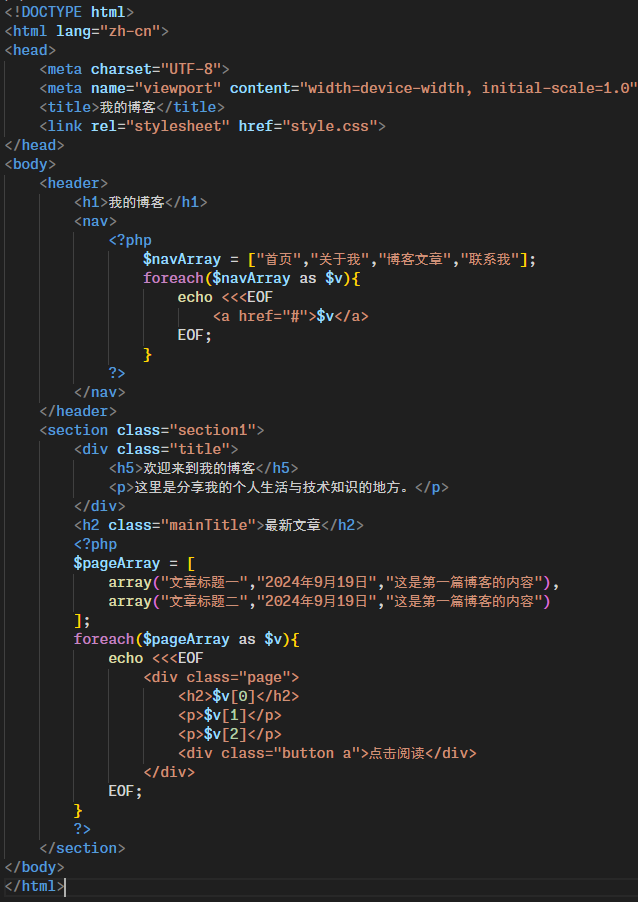 <!DOCTYPE html>
<html lang="zh-cn">
<head>
    <meta charset="UTF-8">
    <meta name="viewport" content="width=device-width, initial-scale=1.0"
    <title>我的博客</title>
    <link rel="stylesheet" href="style.css">
</head>
<body>
    <header>
        <h1>我的博客</h1>
        <nav>
            <?php
                $navArray = ["首页","关于我","博客文章","联系我"];
                foreach($navArray as $v){
                    echo <<<EOF
                        <a href="#">$v</a>
                    EOF;
                }
            ?>
        </nav>
    </header>
    <section class="section1">
        <div class="title">
            <h5>欢迎来到我的博客</h5>
            <p>这里是分享我的个人生活与技术知识的地方。</p>
        </div>
        <h2 class="mainTitle">最新文章</h2>
        <?php
        $pageArray = [
            array("文章标题一","2024年9月19日","这是第一篇博客的内容"),
            array("文章标题二","2024年9月19日","这是第一篇博客的内容")
        ];
        foreach($pageArray as $v){
            echo <<<EOF
                <div class="page">
                    <h2>$v[0]</h2>
                    <p>$v[1]</p>
                    <p>$v[2]</p>
                    <div class="button a">点击阅读</div>
                </div>
            EOF;
        }
        ?>
    </section>
</body>
</html>